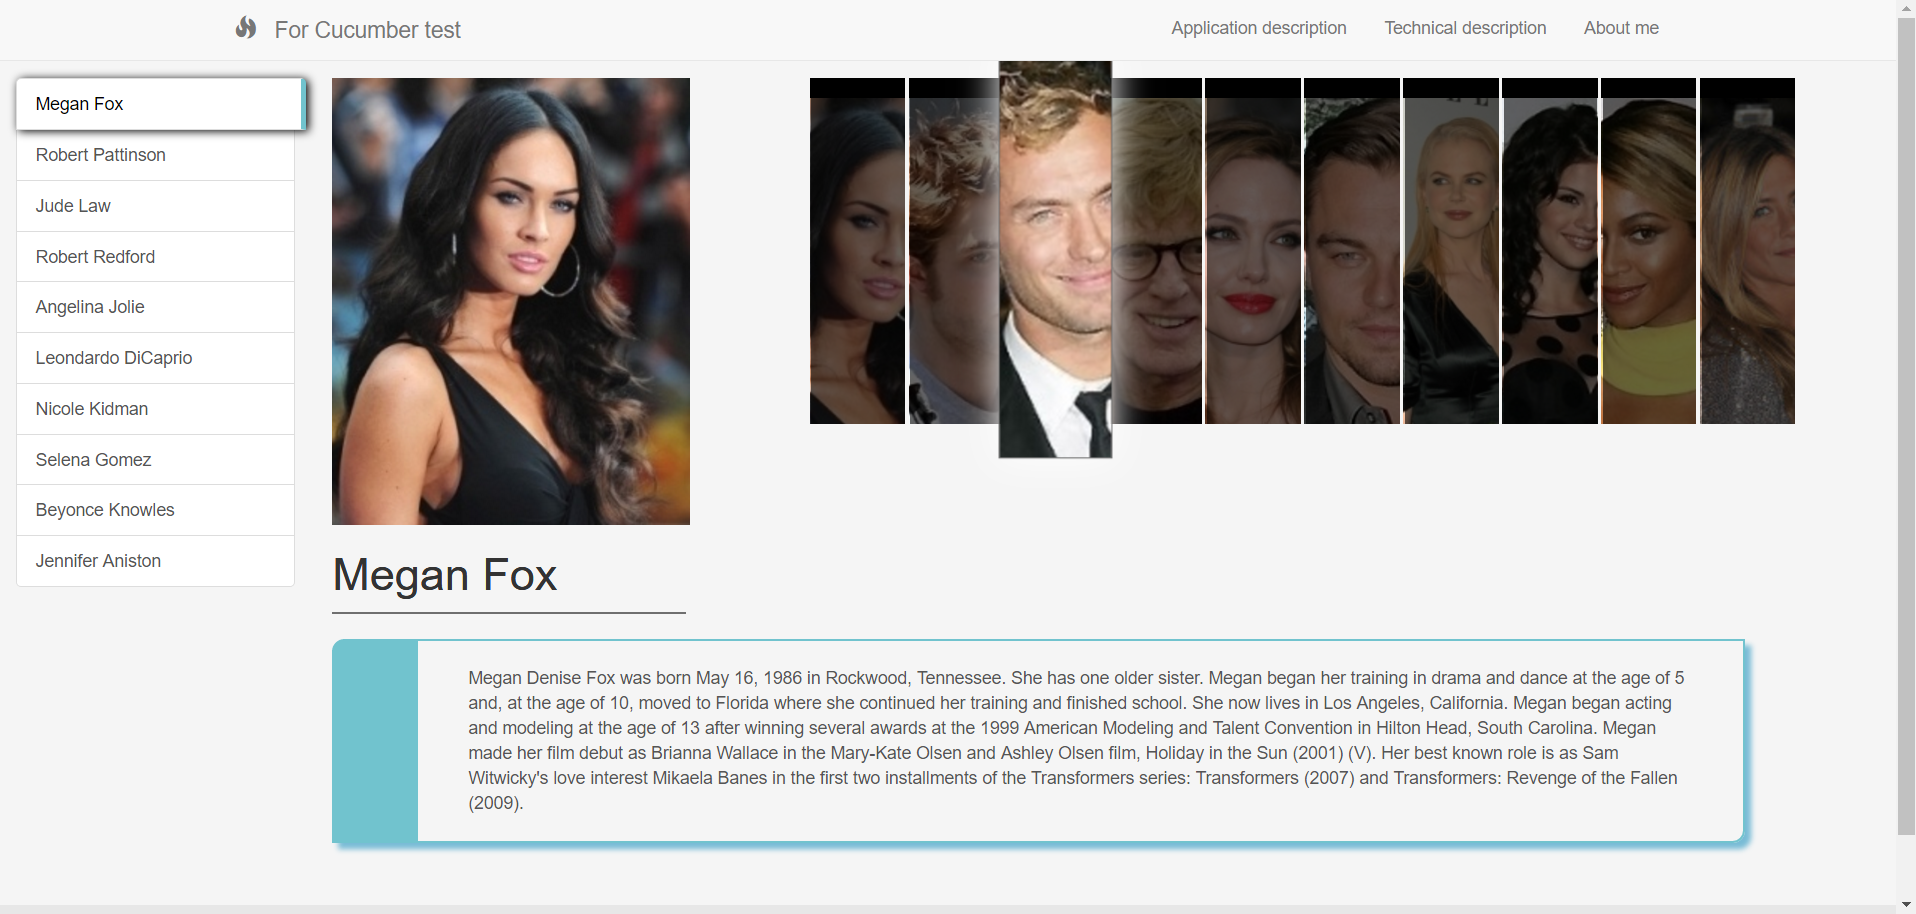 For Cucumber test
Application description
Technical description
About me
Megan Fox
Robert Pattinson
Jude Law
Robert Redford
Angelina Jolie
Leondardo DiCaprio
Nicole Kidman
Selena Gomez
Beyonce Knowles
Jennifer Aniston
Megan Fox
Megan Denise Fox was born May 16, 1986 in Rockwood, Tennessee. She has one older sister. Megan began her training in drama and dance at the age of 5
and, at the age of 10, moved to Florida where she continued her training and finished school. She now lives in Los Angeles, California. Megan began acting
and modeling at the age of 13 after winning several awards at the 1999 American Modeling and Talent Convention in Hilton Head, South Carolina. Megan
made her film debut as Brianna Wallace in the Mary-Kate Olsen and Ashley Olsen film, Holiday in the Sun (2001) (V). Her best known role is as Sam
Witwicky's love interest Mikaela Banes in the first two installments of the Transformers series: Transformers (2007) and Transformers: Revenge of the Fallen
(2009).